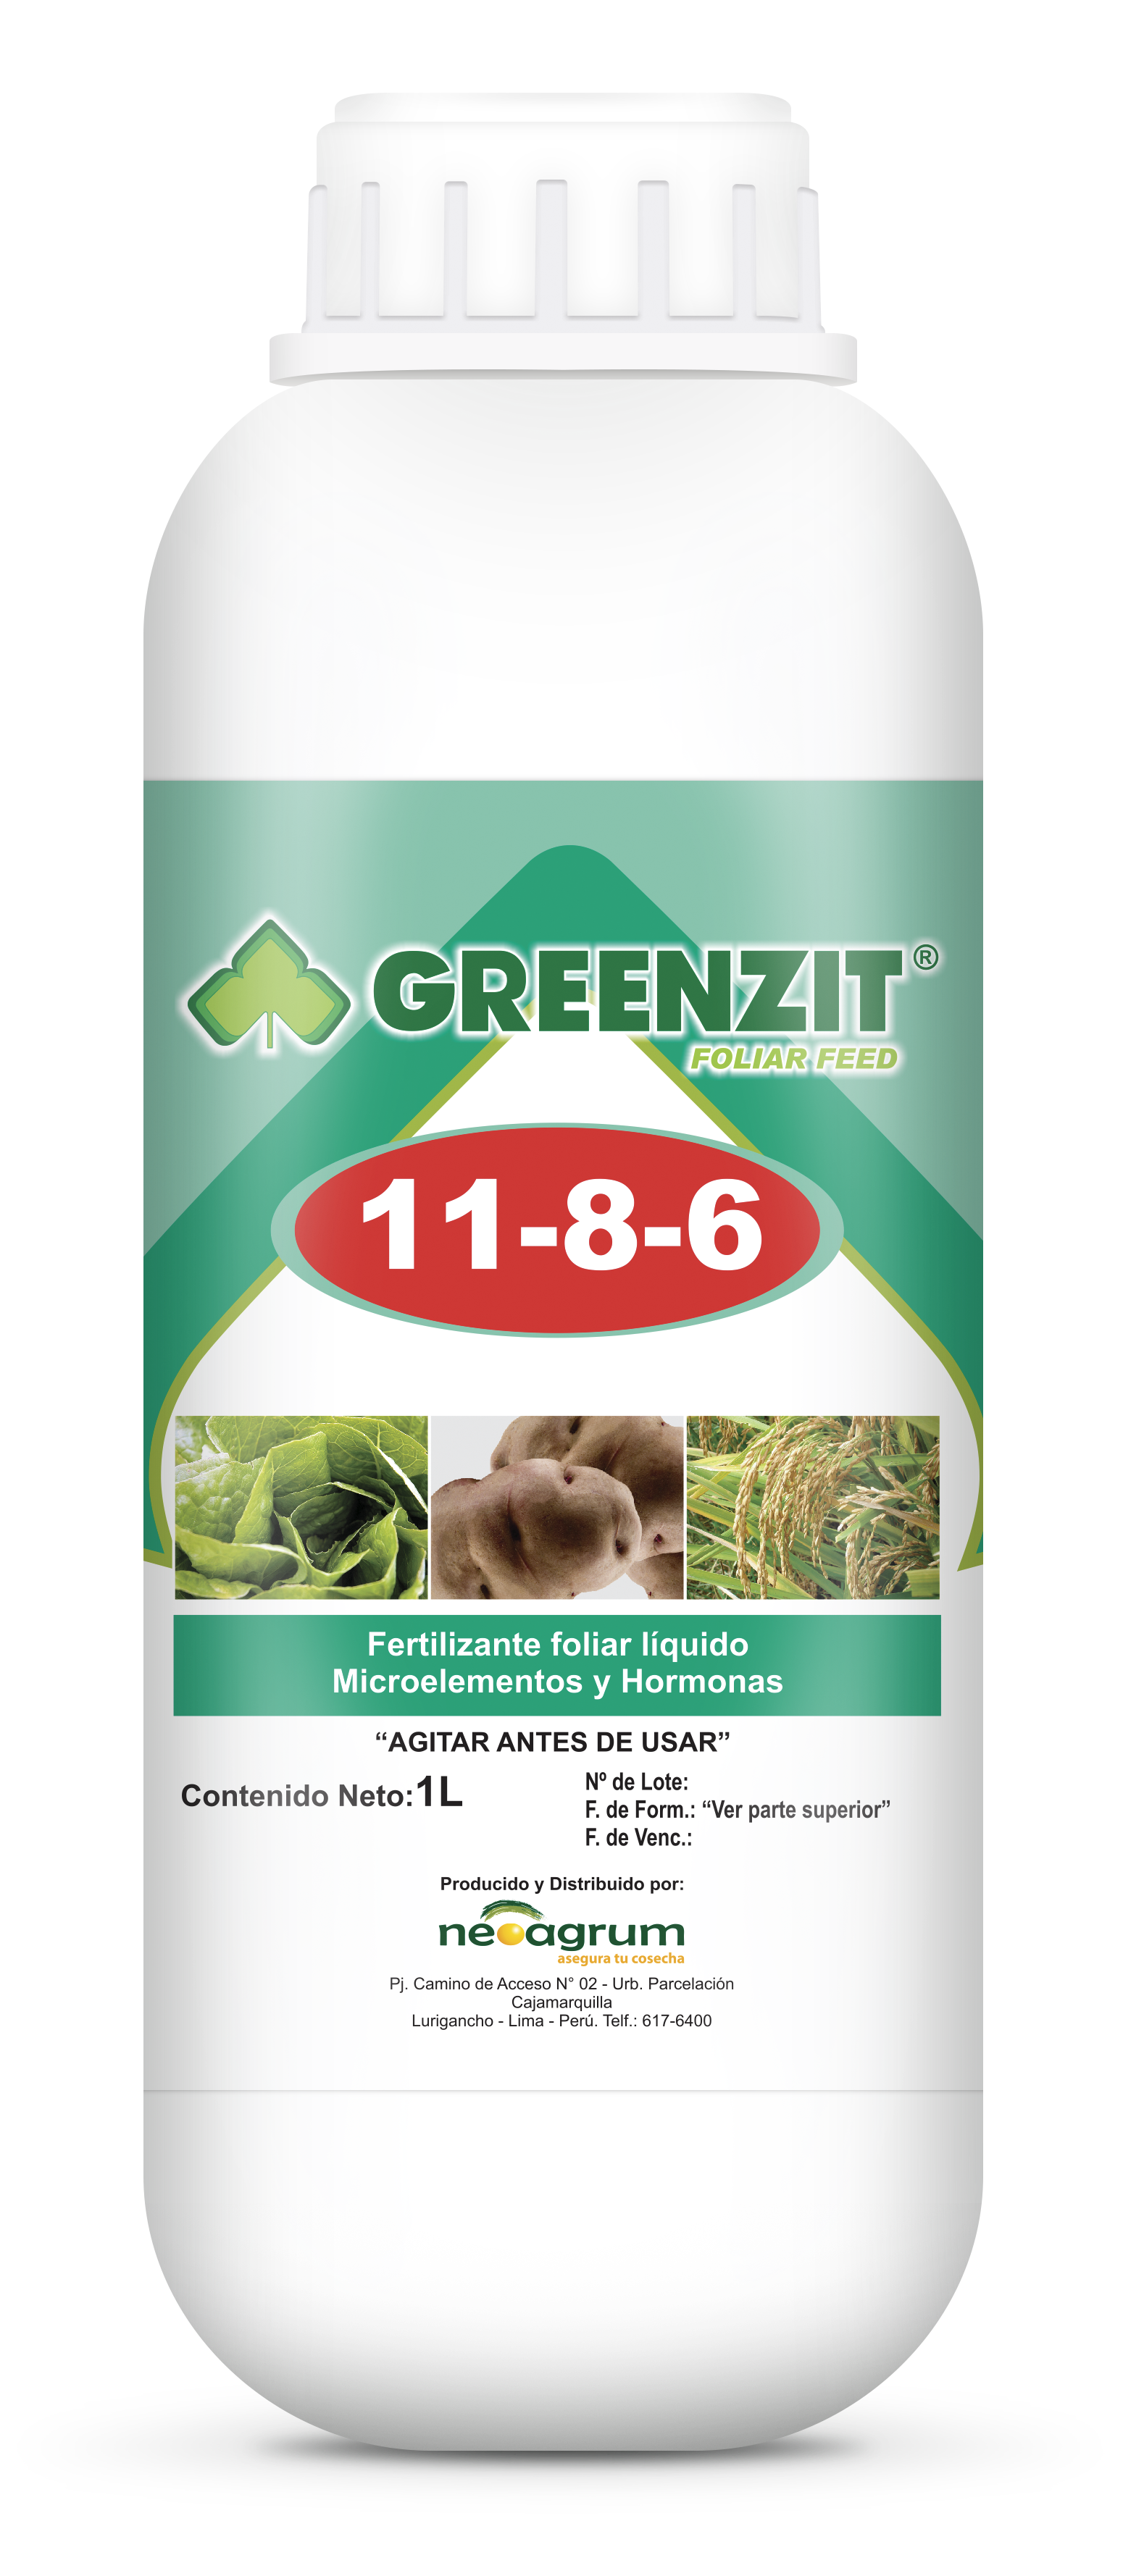 GREENZIT®
FOLIAR FEED
11-8-6
Fertilizante foliar líquido
Microelementos y Hormonas
“AGITAR ANTES DE USAR”
Contenido Neto:1L
Nº de Lote:
F. de Form.: “Ver parte superior”
F. de Venc.:
Producido y Distribuido por:
neoagrum
asegura tu cosecha
Pj. Camino de Acceso N° 02 - Urb. Parcelación
Cajamarquilla
Lurigancho - Lima - Perú. Telf.: 617-6400